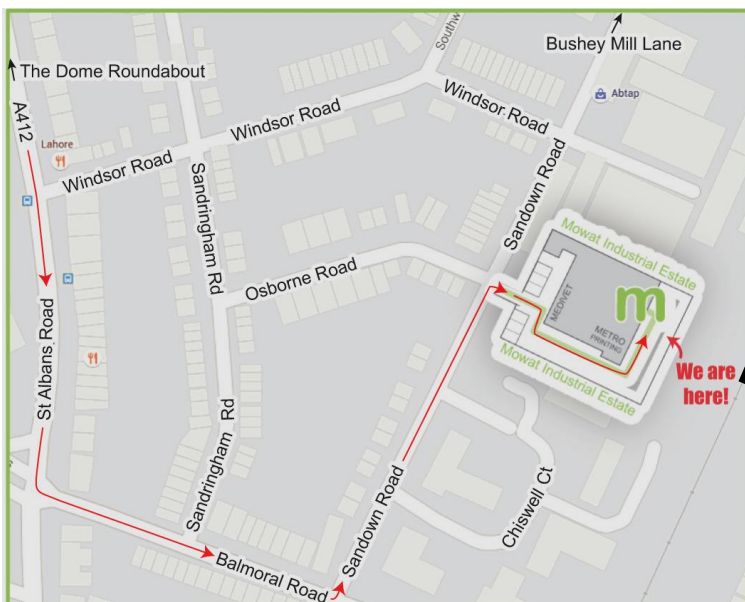 Bushey Mill Lane
Southw
The Dome Roundabout
Abtap
A412
Windsor Road
Windsor Road
Lahore
Windsor Road
Sandown Road
Sandringham Rd
Mowat Industrial Estate
Osborne Road
MEDIVET
m
METRO
PRINTING
St Albans Road
Mowat Industrial Estate
We are
here!
Sandringham Rd
Sandown Road
Chiswell Ct
Balmoral Road